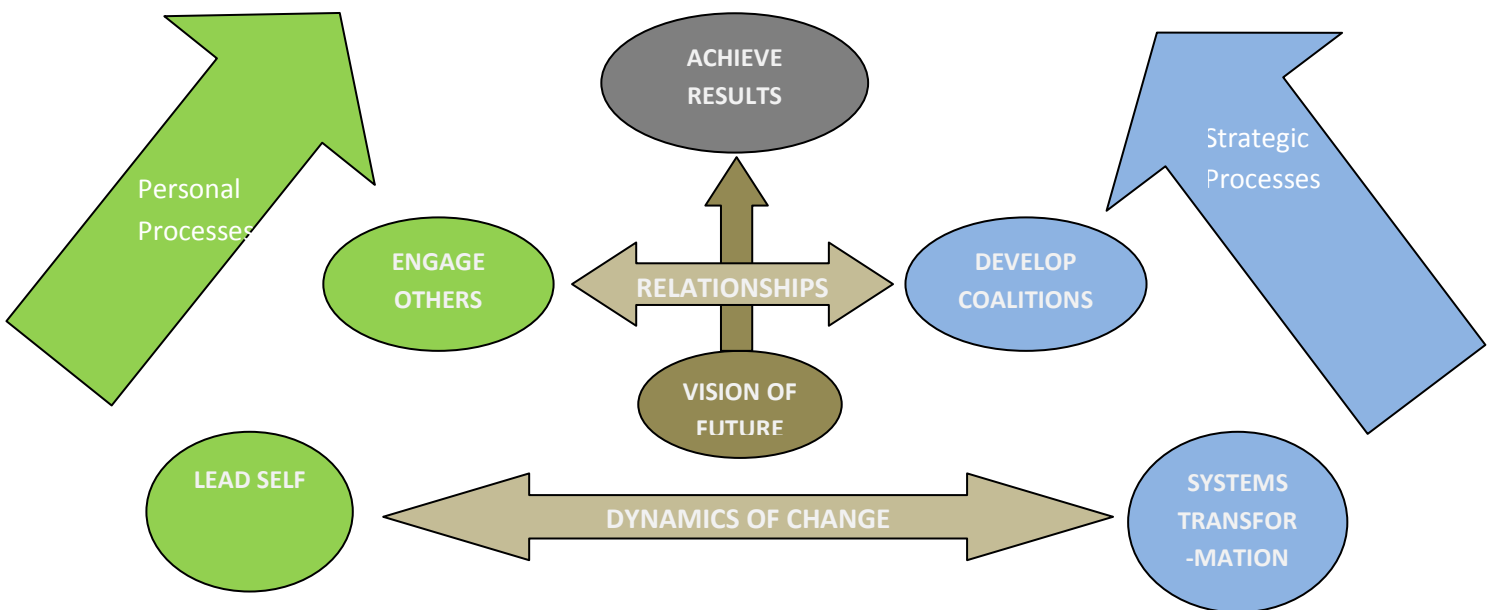 ACHIEVE
RESULTS
Personal
Processes
Strategic
Processes
ENGAGE
OTHERS
RELATIONSHIPS
DEVELOP
COALITIONS
VISION OF
FUTURE
LEAD SELF
DYNAMICS OF CHANGE
SYSTEMS
TRANSFOR
-MATION